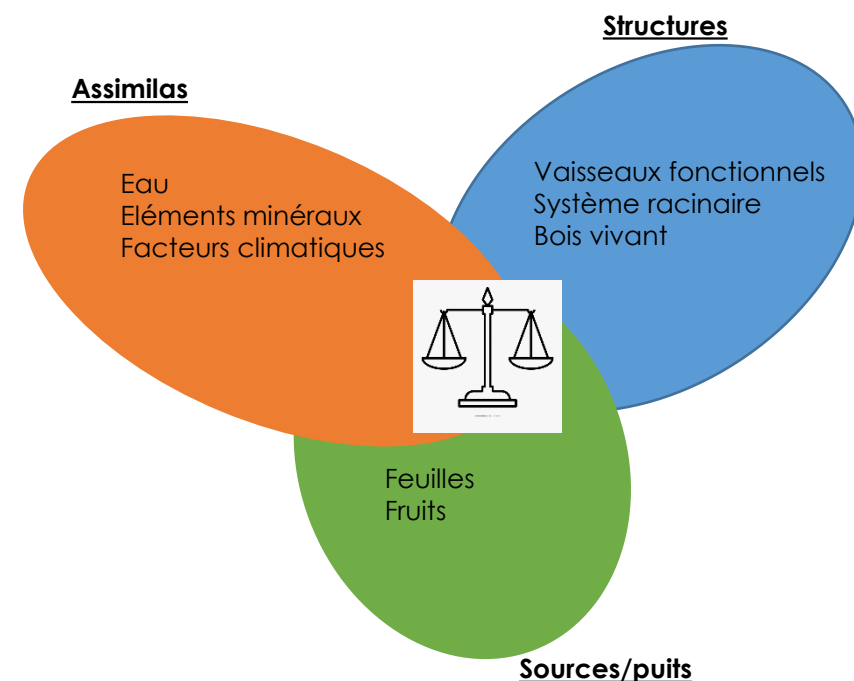 Structures
Assimilas
Vaisseaux fonctionnels
Système racinaire
Bois vivant
Eau
Eléments minéraux
Facteurs climatiques
Feuilles
Fruits
Sources/puits